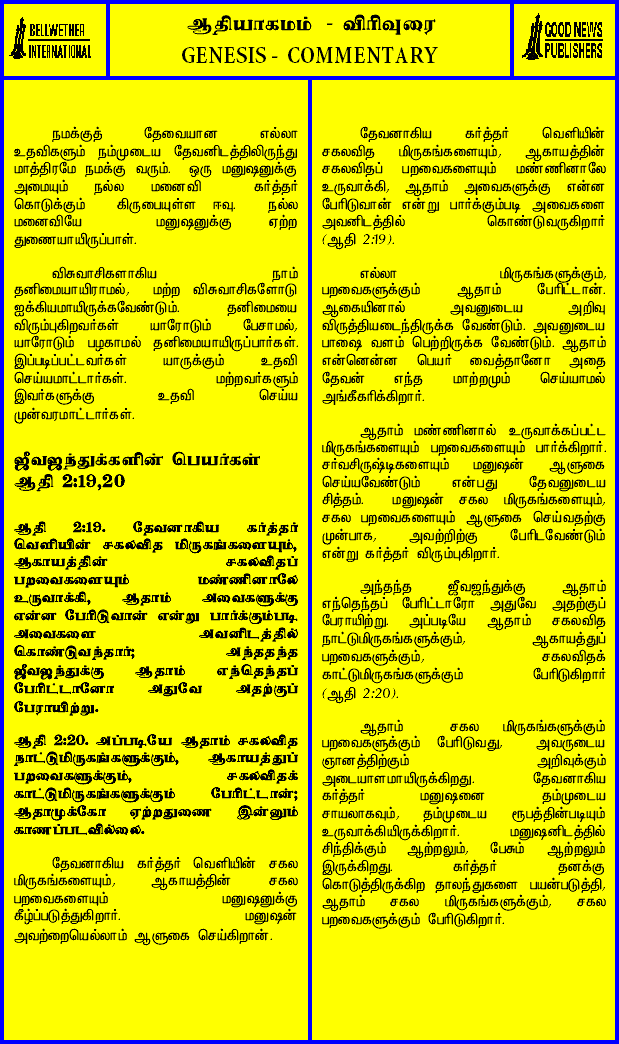 BELLWETHER
INTERNATIONAL
ஆதியாகமம் - விரிவுரை
GENESIS - COMMENTARY
GOOD NEWS
PUBLISHERS
நமக்குத் தேவையான எல்லா
உதவிகளும் நம்முடைய தேவனிடத்திலிருந்து
மாத்திரமே நமக்கு வரும். ஒரு மனுஷனுக்கு
அமையும் நல்ல மனைவி கர்த்தர்
கொடுக்கும் கிருபையுள்ள ஈவு. நல்ல
மனைவியே மனுஷனுக்கு ஏற்ற
துணையாயிருப்பாள்.
விசுவாசிகளாகிய நாம்
தனிமையாயிராமல், மற்ற விசுவாசிகளோடு
ஐக்கியமாயிருக்கவேண்டும். தனிமையை
விரும்புகிறவர்கள் யாரோடும் பேசாமல்,
யாரோடும் பழகாமல் தனிமையாயிருப்பார்கள்.
இப்படிப்பட்டவர்கள் யாருக்கும் உதவி
செய்யமாட்டார்கள். மற்றவர்களும்
இவர்களுக்கு உதவி செய்ய
முன்வரமாட்டார்கள்.
ஜீவஜந்துக்களின் பெயர்கள்
ஆதி 2:19,20
ஆதி 2:19. தேவனாகிய கர்த்தர்
வெளியின் சகலவித மிருகங்களையும்,
ஆகாயத்தின் சகலவிதப்
பறவைகளையும் மண்ணினாலே
உருவாக்கி, ஆதாம் அவைகளுக்கு
என்ன பேரிடுவான் என்று பார்க்கும்படி
அவைகளை அவனிடத்தில்
கொண்டுவந்தார்; அந்ததந்த
ஜீவஜந்துக்கு ஆதாம் எந்தெந்தப்
பேரிட்டானோ அதுவே அதற்குப்
பேராயிற்று.
ஆதி 2:20. அப்படியே ஆதாம் சகலவித
நாட்டுமிருகங்களுக்கும், ஆகாயத்துப்
பறவைகளுக்கும், சகலவிதக்
காட்டுமிருகங்களுக்கும் பேரிட்டான்;
ஆதாமுக்கோ ஏற்றதுணை இன்னும்
காணப்படவில்லை.
தேவனாகிய கர்த்தர் வெளியின் சகல
மிருகங்களையும், ஆகாயத்தின் சகல
பறவைகளையும் மனுஷனுக்கு
கீழ்ப்படுத்துகிறார். மனுஷன்
அவற்றையெல்லாம் ஆளுகை செய்கிறான்.
தேவனாகிய கர்த்தர் வெளியின்
சகலவித மிருகங்களையும், ஆகாயத்தின்
சகலவிதப் பறவைகளையும் மண்ணினாலே
உருவாக்கி, ஆதாம் அவைகளுக்கு என்ன
பேரிடுவான் என்று பார்க்கும்படி அவைகளை
அவனிடத்தில் கொண்டுவருகிறார்
(ஆதி 2:19).
எல்லா மிருகங்களுக்கும்,
பறவைகளுக்கும் ஆதாம் பேரிட்டான்.
ஆகையினால் அவனுடைய அறிவு
விருத்தியடைந்திருக்க வேண்டும். அவனுடைய
பாஷை வளம் பெற்றிருக்க வேண்டும். ஆதாம்
என்னென்ன பெயர் வைத்தானோ அதை
தேவன் எந்த மாற்றமும் செய்யாமல்
அங்கீகரிக்கிறார்.
ஆதாம் மண்ணினால் உருவாக்கப்பட்ட
மிருகங்களையும் பறவைகளையும் பார்க்கிறார்.
சர்வசிருஷ்டிகளையும் மனுஷன் ஆளுகை
செய்யவேண்டும் என்பது தேவனுடைய
சித்தம். மனுஷன் சகல மிருகங்களையும்,
சகல பறவைகளையும் ஆளுகை செய்வதற்கு
முன்பாக, அவற்றிற்கு பேரிடவேண்டும்
என்று கர்த்தர் விரும்புகிறார்.
அந்தந்த ஜீவஜந்துக்கு ஆதாம்
எந்தெந்தப் பேரிட்டாரோ அதுவே அதற்குப்
பேராயிற்று. அப்படியே ஆதாம் சகலவித
நாட்டுமிருகங்களுக்கும், ஆகாயத்துப்
பறவைகளுக்கும், சகலவிதக்
காட்டுமிருகங்களுக்கும் பேரிடுகிறார்
(ஆதி 2:20).
ஆதாம் சகல மிருகங்களுக்கும்
பறவைகளுக்கும் பேரிடுவது, அவருடைய
ஞானத்திற்கும் அறிவுக்கும்
அடையாளமாயிருக்கிறது. தேவனாகிய
கர்த்தர் மனுஷனை தம்முடைய
சாயலாகவும், தம்முடைய ரூபத்தின்படியும்
உருவாக்கியிருக்கிறார். மனுஷனிடத்தில்
சிந்திக்கும் ஆற்றலும், பேசும் ஆற்றலும்
இருக்கிறது. கர்த்தர் தனக்கு
கொடுத்திருக்கிற தாலந்துகளை பயன்படுத்தி,
ஆதாம் சகல மிருகங்களுக்கும், சகல
பறவைகளுக்கும் பேரிடுகிறார்.